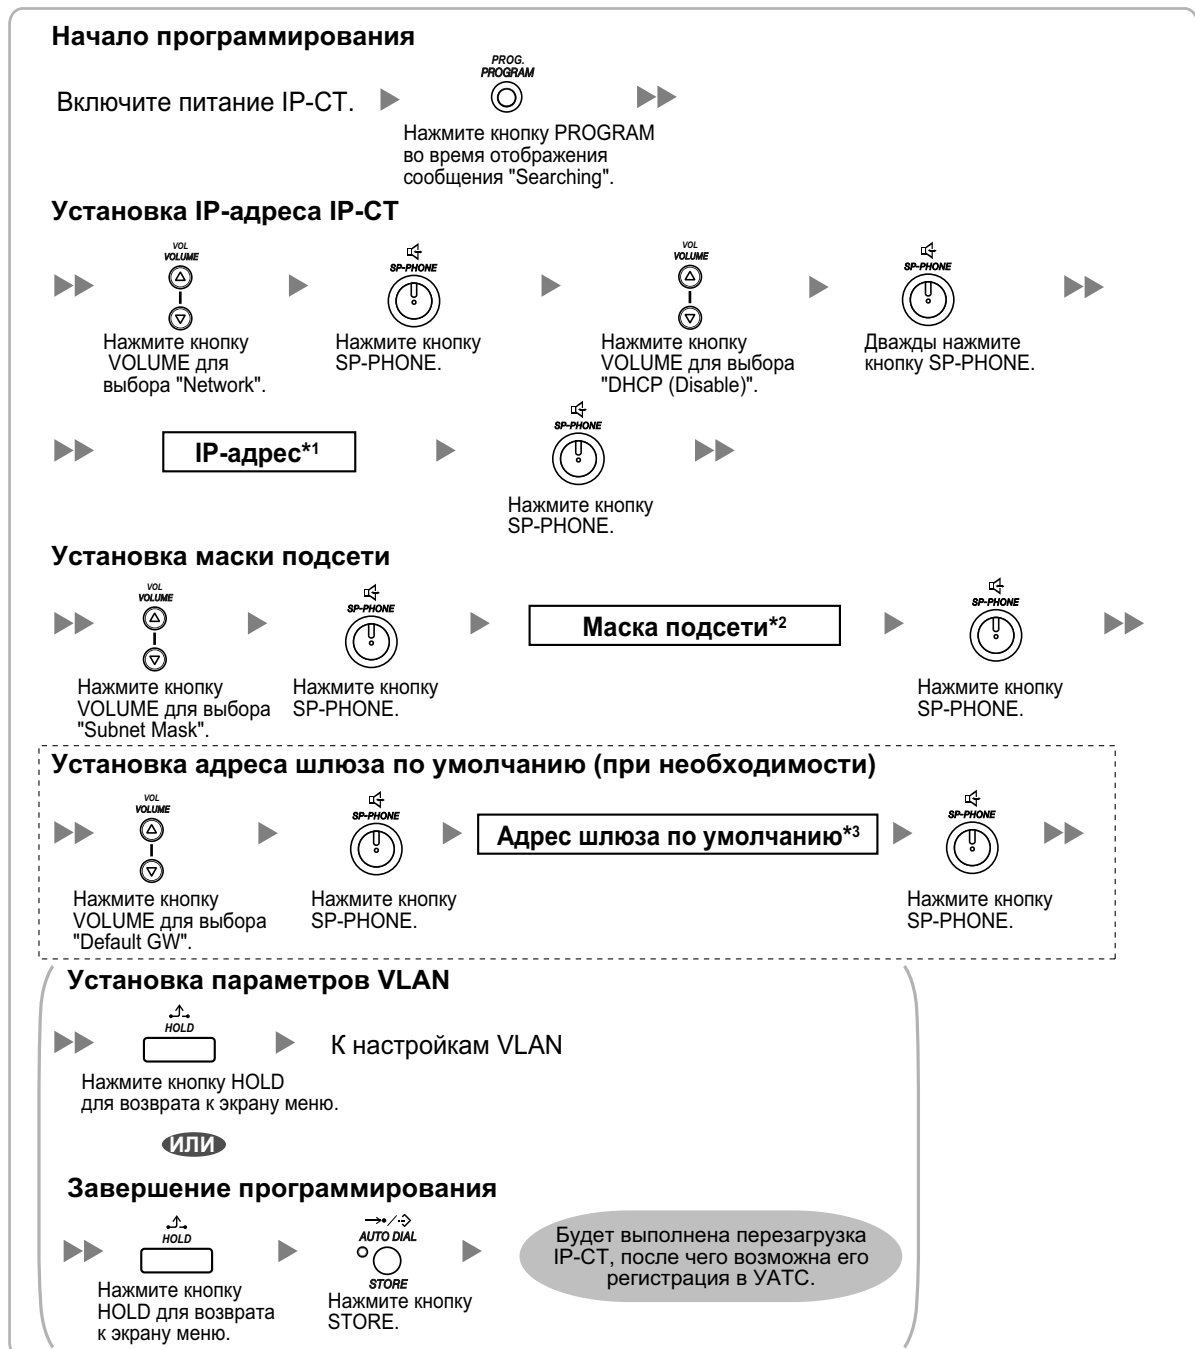 Начало программирования
PROG.
PROGRAM
Включите питание IP-CT.
Нажмите кнопку PROGRAM
во время отображения
сообщения "Searching".
Установка IP-адреса IP-CT
VOL
VOLUME
Нажмите кнопку
VOLUME для
выбора "Network".
SP-PHONE
Нажмите кнопку
SP-PHONE.
VOL
VOLUME
Нажмите кнопку
VOLUME для выбора
"DHCP (Disable)".
SP-PHONE
Дважды нажмите
кнопку SP-PHONE.
IP-адрес*1
SP-PHONE
Нажмите кнопку
SP-PHONE.
Установка маски подсети
VOL
VOLUME
Нажмите кнопку
VOLUME для выбора
"Subnet Mask".
SP-PHONE
Нажмите кнопку
SP-PHONE.
Маска подсети*2
SP-PHONE
Нажмите кнопку
SP-PHONE.
Установка адреса шлюза по умолчанию (при необходимости)
VOL
VOLUME
Нажмите кнопку
VOLUME для выбора
"Default GW".
SP-PHONE
Нажмите кнопку
SP-PHONE.
Адрес шлюза по умолчанию*3
SP-PHONE
Нажмите кнопку
SP-PHONE.
Установка параметров VLAN
HOLD
К настройкам VLAN
Нажмите кнопку HOLD
для возврата к экрану меню.
ИЛИ
Завершение программирования
HOLD
Нажмите кнопку
HOLD для возврата
к экрану меню.
AUTO DIAL
STORE
Нажмите кнопку
STORE.
Будет выполнена перезагрузка
IP-CT, после чего возможна его
регистрация в УАТС.